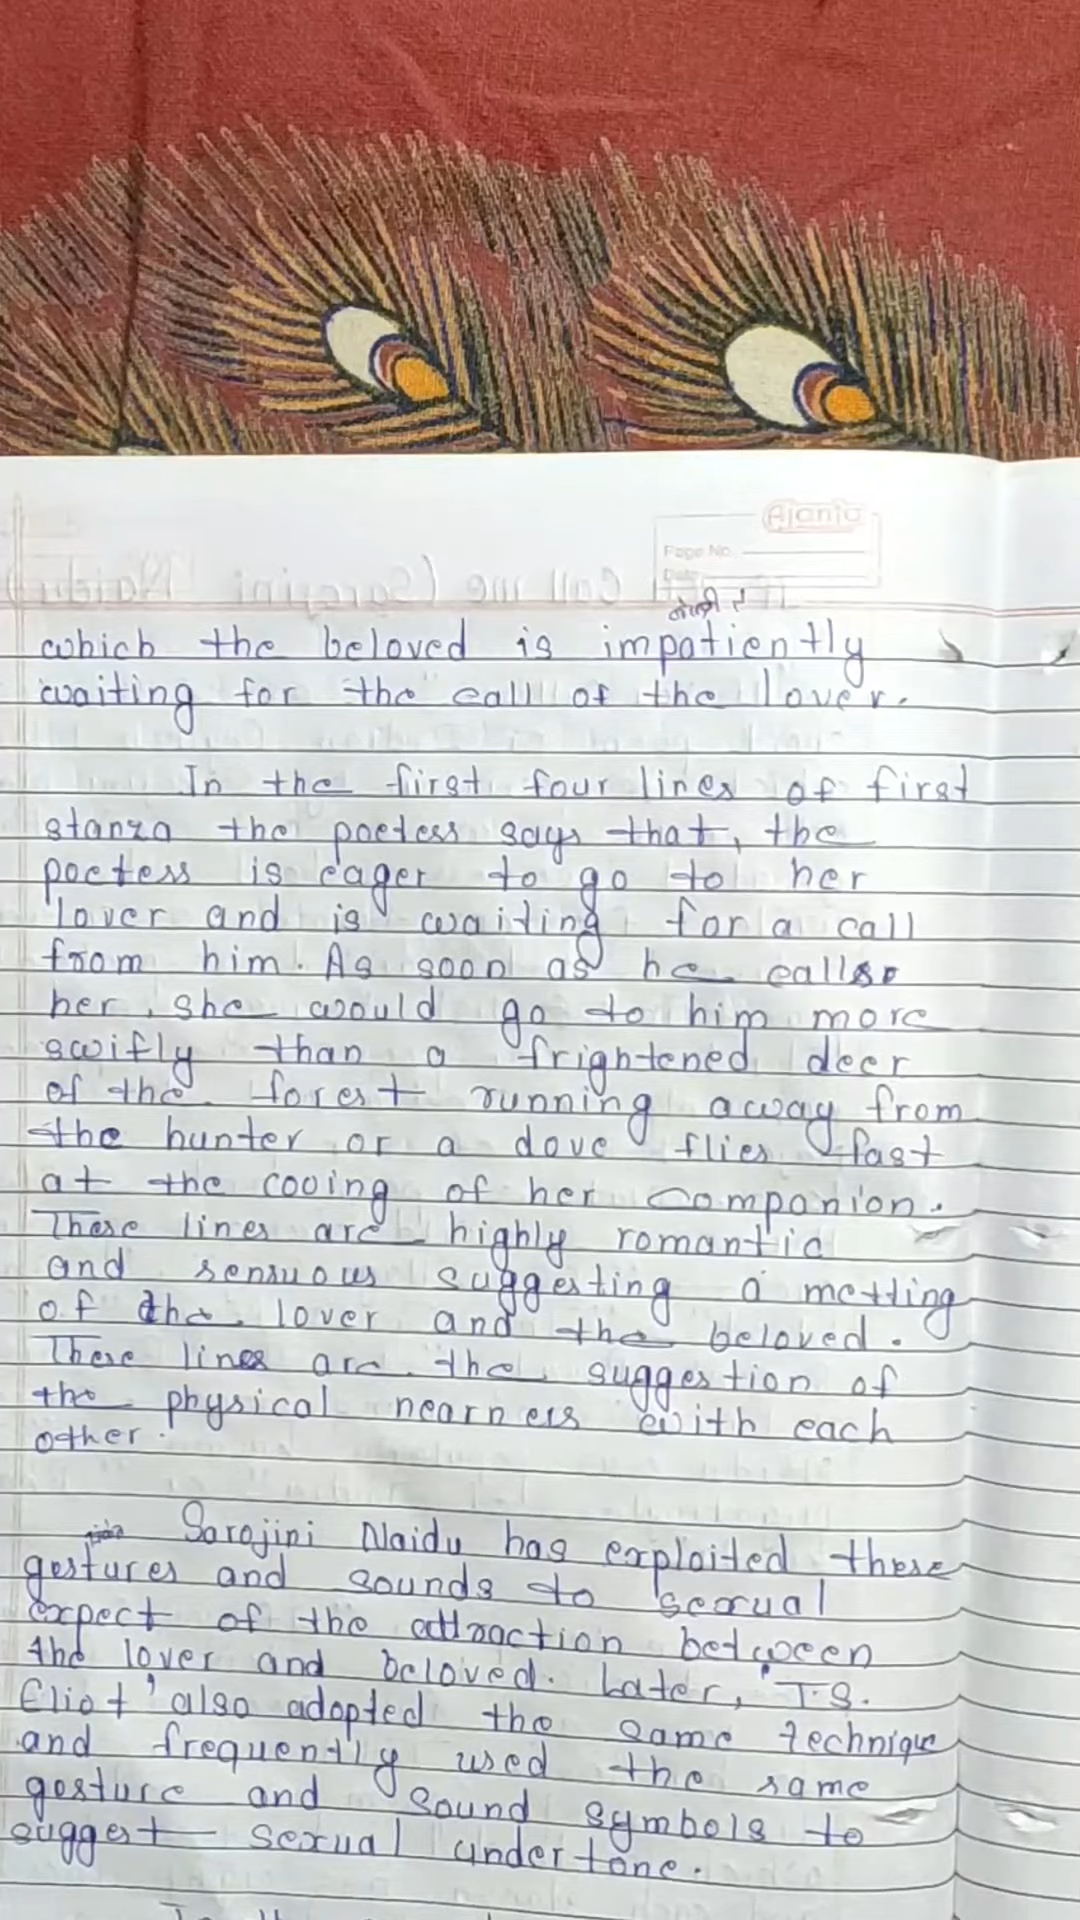 Ajanta
Page No.
Date
which the beloved is impatiently
waiting for the call of the lover.
In the first four lines of first
stanza the poetess says that, the
poetess is eager to go to her
lover and is waiting for a call
from him. As soon as he calls
her, she would go to him more
swifly than a frightened deer
of the forest running away from
the hunter or a dove flies fast
at the cooing of her companion.
These lines are highly romantic
and sensuous suggesting a metting
of the lover and the beloved.
These lines are the suggestion of
the physical nearness with each
other.
Sarojini Naidu has exploited these
gestures and sounds to sexual
expect of the attraction between
the lover and beloved. Later, 'T.S.
Eliot' also adopted the same technique
and frequently used the same
gesture and sound symbols to
suggest sexual undertone.